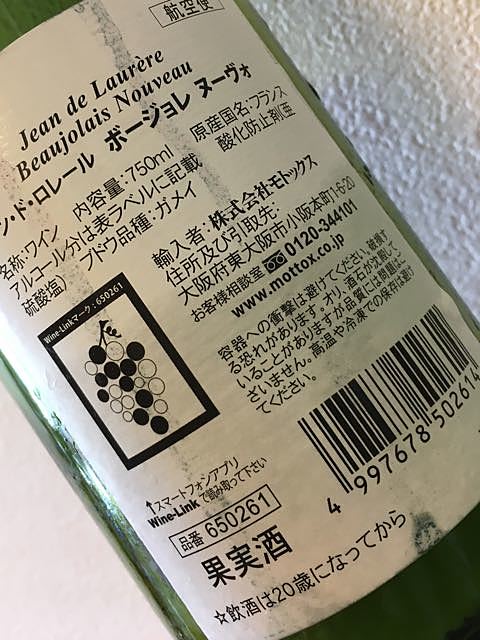 航空便
Jean de Laurère
Beaujolais Nouveau
ン・ド・ロレール ボージョレ ヌーヴォ
名称:ワイン 内容量:750ml 原産国名:フランス
アルコール分は表ラベルに記載 酸化防止剤(亜
硫酸塩) ブドウ品種:ガメイ
輸入者:株式会社モトックス
住所及び引取先:
大阪府東大阪市小阪本町1-6-20
お客様相談室 0120-344101
www.mottox.co.jp
Wine-Linkマーク:650261
容器への衝撃は避けてください。破損す
る恐れがあります。オリ、酒石が沈殿して
いることがありますが品質には問題はご
ざいません。高温や冷凍での保存は避け
てください。
↑スマートフォンアプリ
Wine-Linkで読み取って下さい
品番 650261
4 997678 502614
果実酒
☆飲酒は20歳になってから